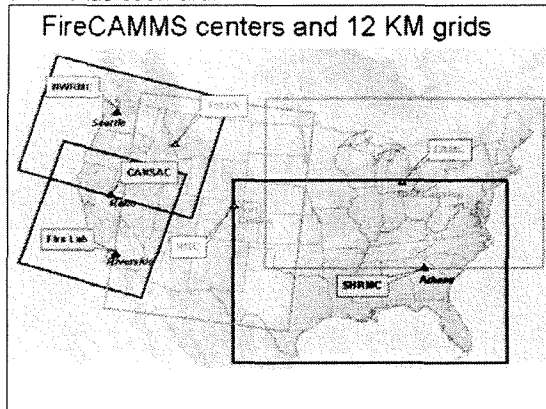 FireCAMMS centers and 12 KM grids
NWRMC
Seattle
CANSAC
Reno
Fire Lab
Riverside
SHRMC
Athens